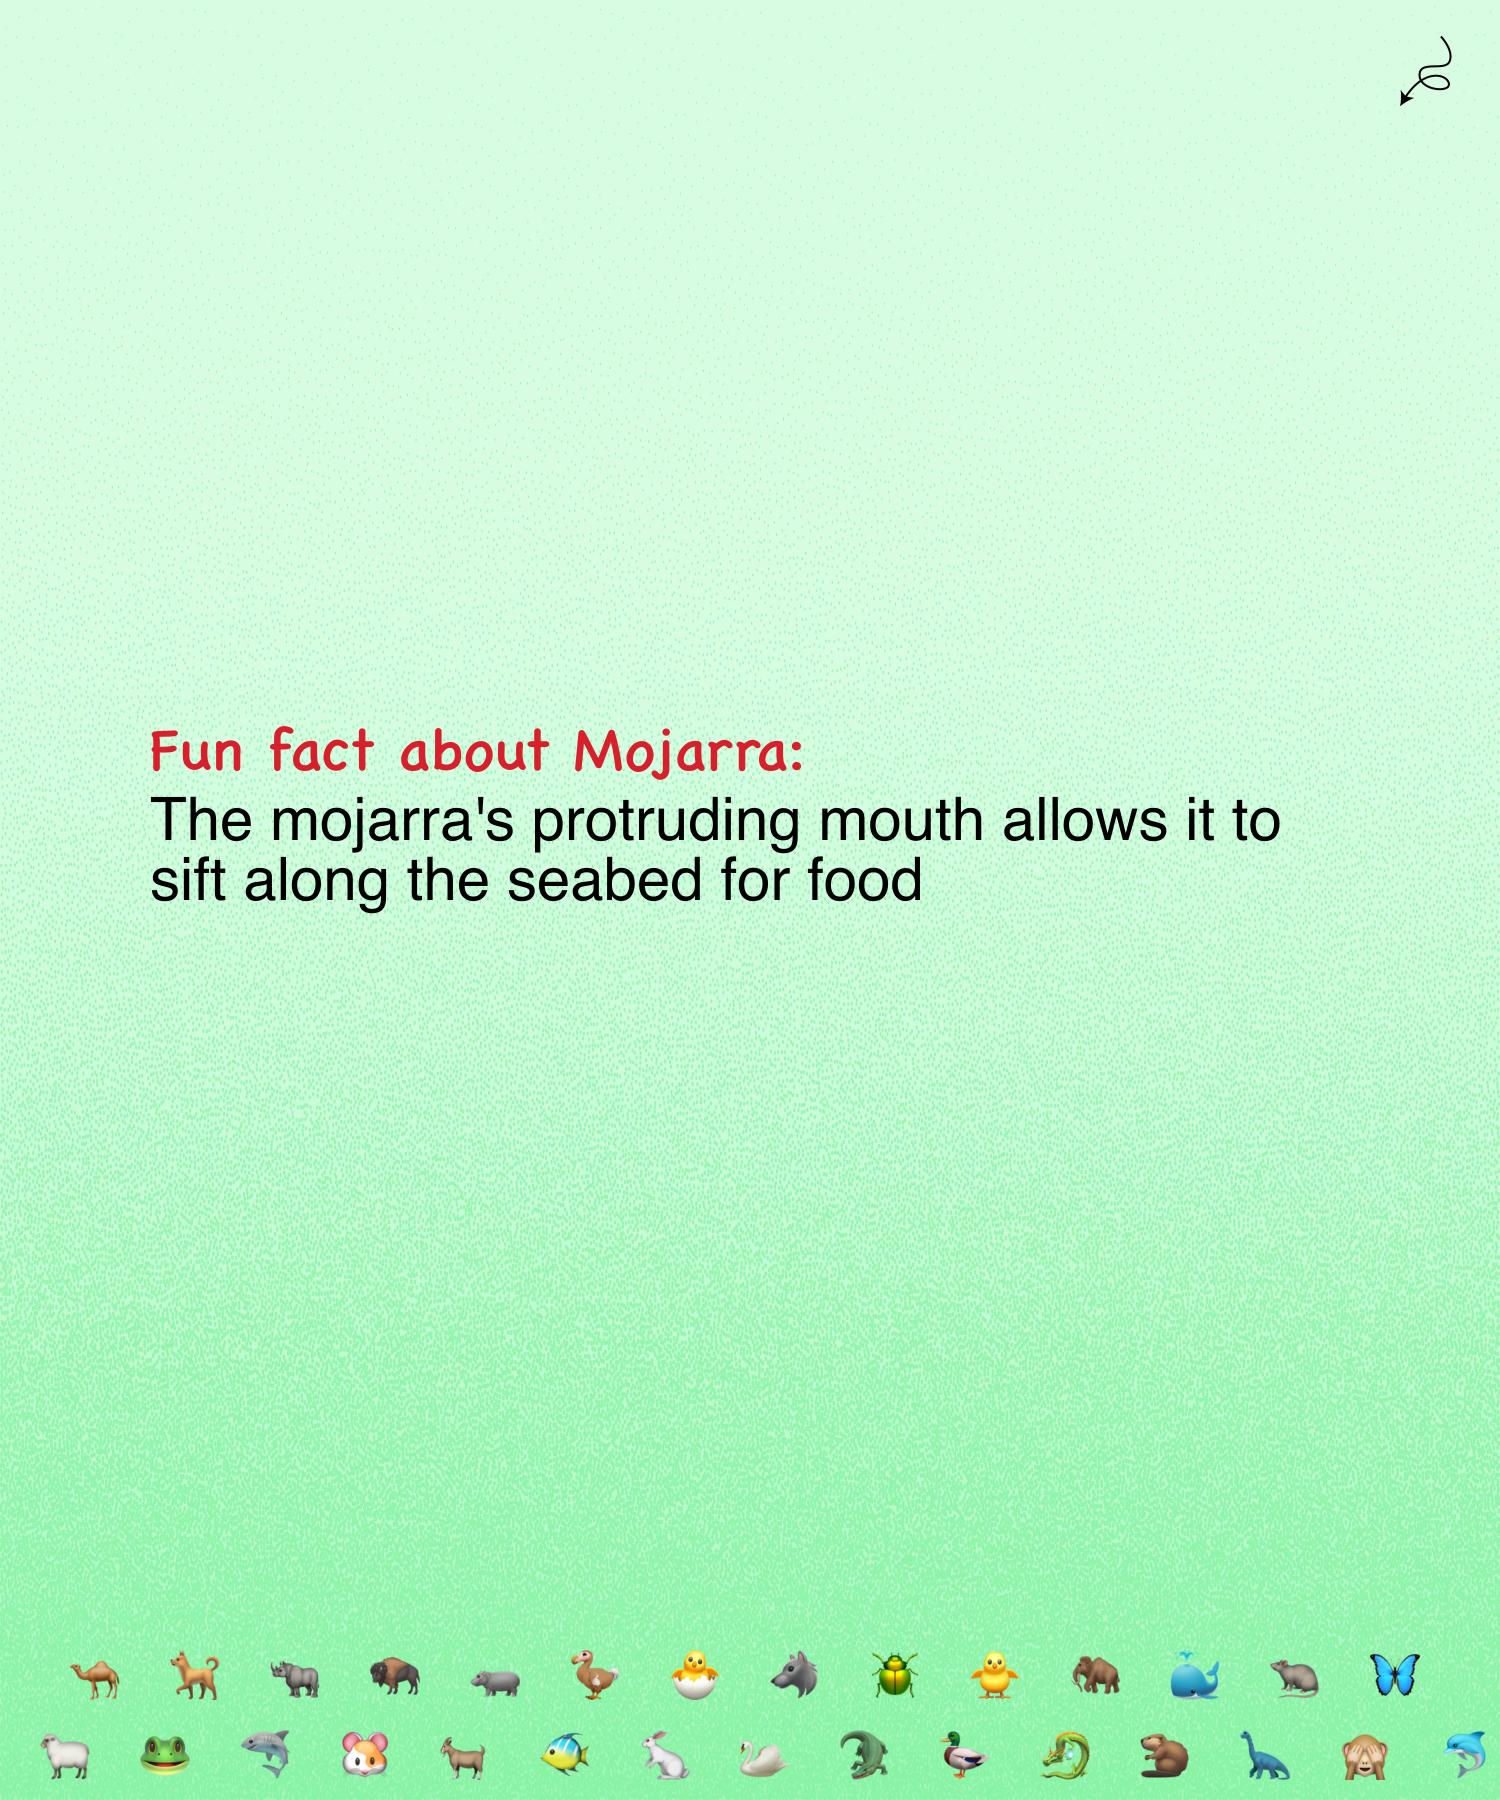 Fun fact about Mojarra:
The mojarra's protruding mouth allows it to
sift along the seabed for food